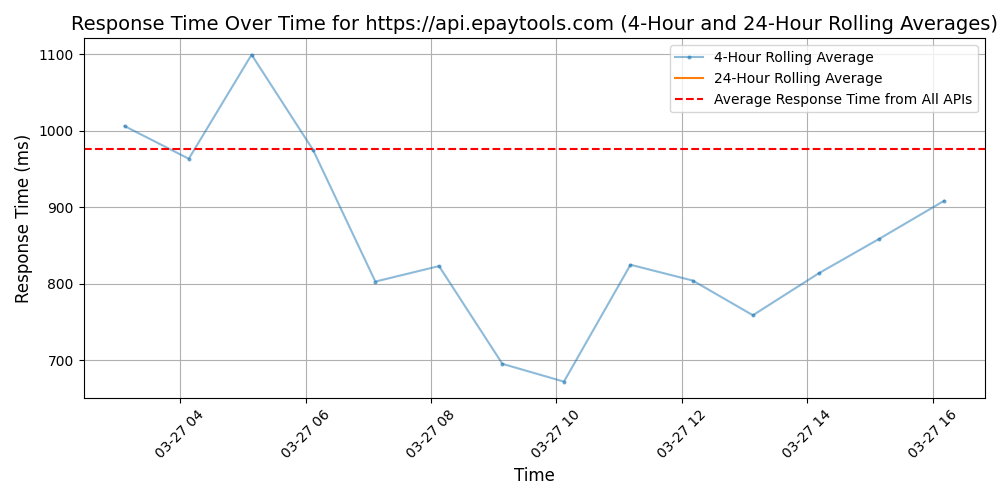 Response Time Over Time for https://api.epaytools.com (4-Hour and 24-Hour Rolling Averages)
4-Hour Rolling Average
24-Hour Rolling Average
Average Response Time from All APIs
Response Time (ms)
1100
1000
900
800
700
03-27 04
03-27 06
03-27 08
03-27 10
03-27 12
03-27 14
03-27 16
Time